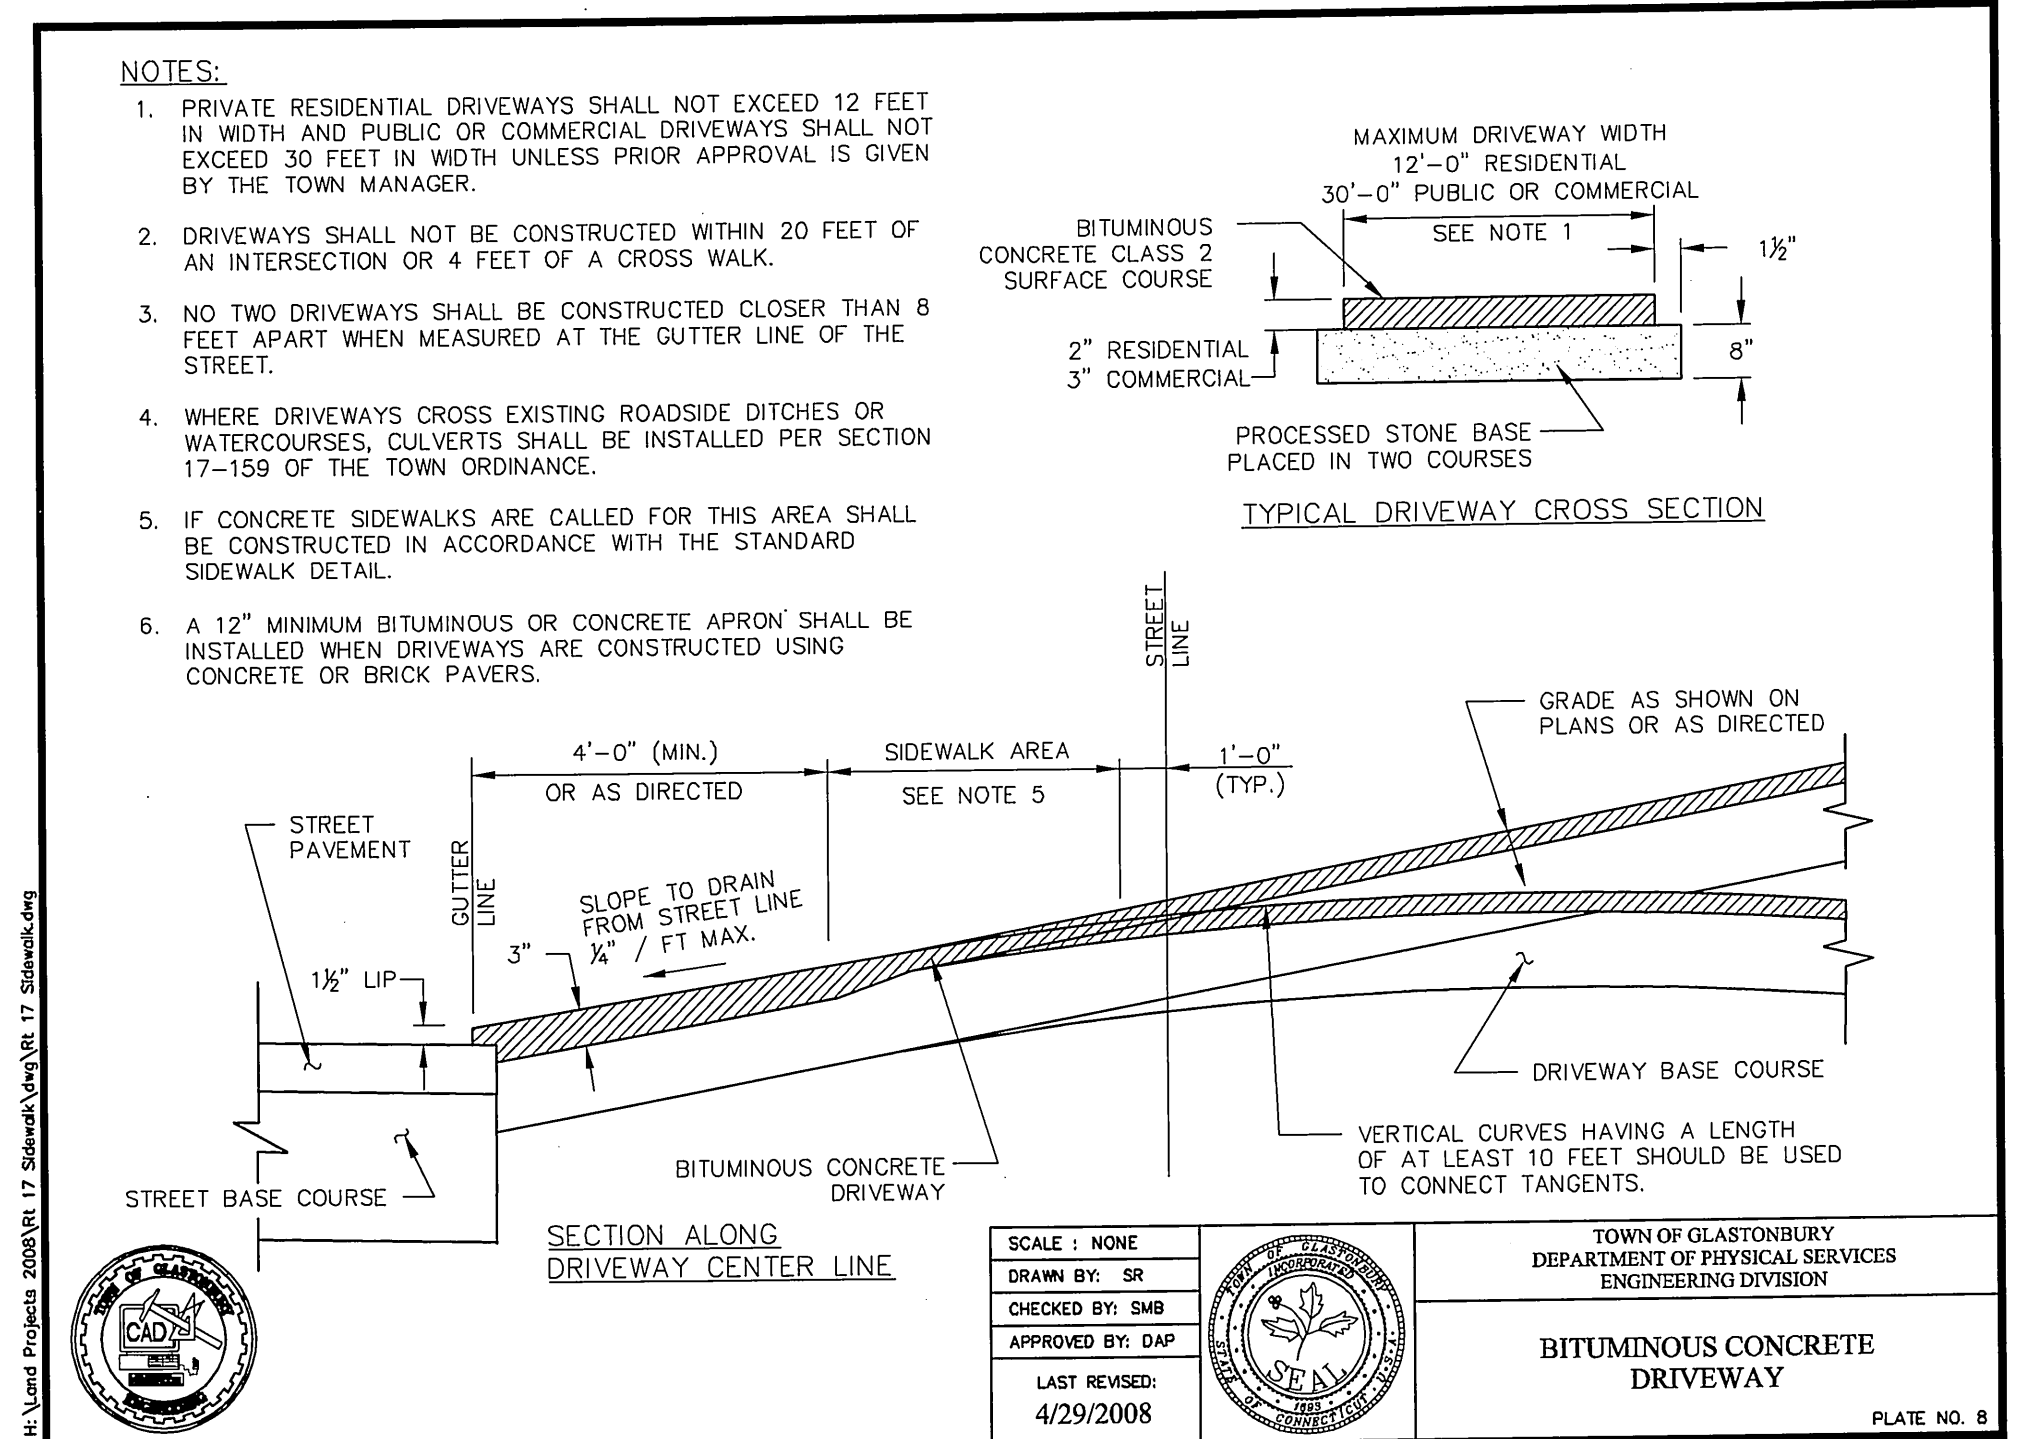 NOTES:
1. PRIVATE RESIDENTIAL DRIVEWAYS SHALL NOT EXCEED 12 FEET
IN WIDTH AND PUBLIC OR COMMERCIAL DRIVEWAYS SHALL NOT
EXCEED 30 FEET IN WIDTH UNLESS PRIOR APPROVAL IS GIVEN
BY THE TOWN MANAGER.
2. DRIVEWAYS SHALL NOT BE CONSTRUCTED WITHIN 20 FEET OF
AN INTERSECTION OR 4 FEET OF A CROSS WALK.
3. NO TWO DRIVEWAYS SHALL BE CONSTRUCTED CLOSER THAN 8
FEET APART WHEN MEASURED AT THE GUTTER LINE OF THE
STREET.
4. WHERE DRIVEWAYS CROSS EXISTING ROADSIDE DITCHES OR
WATERCOURSES, CULVERTS SHALL BE INSTALLED PER SECTION
17-159 OF THE TOWN ORDINANCE.
5. IF CONCRETE SIDEWALKS ARE CALLED FOR THIS AREA SHALL
BE CONSTRUCTED IN ACCORDANCE WITH THE STANDARD
SIDEWALK DETAIL.
6. A 12" MINIMUM BITUMINOUS OR CONCRETE APRON SHALL BE
INSTALLED WHEN DRIVEWAYS ARE CONSTRUCTED USING
CONCRETE OR BRICK PAVERS.
MAXIMUM DRIVEWAY WIDTH
12'-0" RESIDENTIAL
30'-0" PUBLIC OR COMMERCIAL
SEE NOTE 1
BITUMINOUS
CONCRETE CLASS 2
SURFACE COURSE
1½"
2" RESIDENTIAL
3" COMMERCIAL
8"
PROCESSED STONE BASE
PLACED IN TWO COURSES
TYPICAL DRIVEWAY CROSS SECTION
STREET
LINE
GRADE AS SHOWN ON
PLANS OR AS DIRECTED
4'-0" (MIN.)
OR AS DIRECTED
SIDEWALK AREA
SEE NOTE 5
1'-0"
(TYP.)
STREET
PAVEMENT
GUTTER
LINE
SLOPE TO DRAIN
FROM STREET LINE
¼" / FT MAX.
3"
1½" LIP
DRIVEWAY BASE COURSE
VERTICAL CURVES HAVING A LENGTH
OF AT LEAST 10 FEET SHOULD BE USED
TO CONNECT TANGENTS.
BITUMINOUS CONCRETE
DRIVEWAY
STREET BASE COURSE
SECTION ALONG
DRIVEWAY CENTER LINE
H:\Land Projects 2008\Rt 17 Sidewalk\dwg\Rt 17 Sidewalk.dwg
TOWN OF GLASTONBURY
CAD
ENGINEERING
SCALE : NONE
DRAWN BY: SR
CHECKED BY: SMB
APPROVED BY: DAP
LAST REVISED:
4/29/2008
TOWN OF GLASTONBURY
INCORPORATED
SEAL
1693
STATE OF CONNECTICUT U.S.A.
TOWN OF GLASTONBURY
DEPARTMENT OF PHYSICAL SERVICES
ENGINEERING DIVISION
BITUMINOUS CONCRETE
DRIVEWAY
PLATE NO. 8